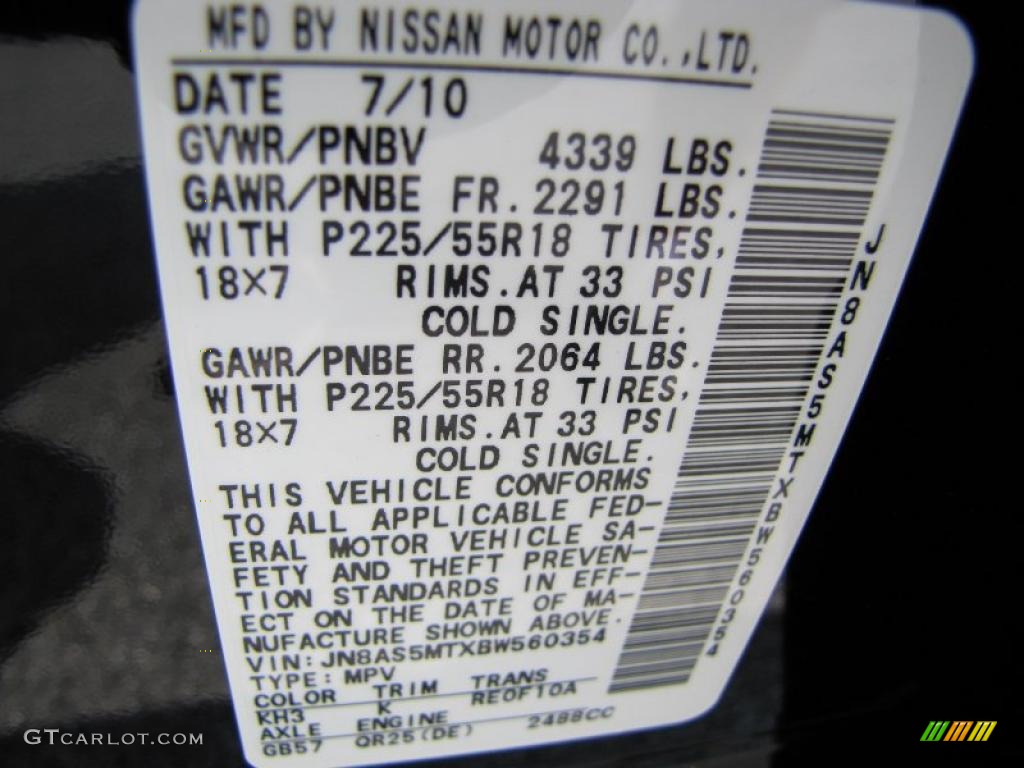 MFD BY NISSAN MOTOR CO.,LTD.
DATE 7/10
GVWR/PNBV 4339 LBS.
GAWR/PNBE FR. 2291 LBS.
WITH P225/55R18 TIRES,
18×7 RIMS.AT 33 PSI
COLD SINGLE.
GAWR/PNBE RR. 2064 LBS.
WITH P225/55R18 TIRES,
18×7 RIMS.AT 33 PSI
COLD SINGLE.
THIS VEHICLE CONFORMS
TO ALL APPLICABLE FED-
ERAL MOTOR VEHICLE SA-
FETY AND THEFT PREVEN-
TION STANDARDS IN EFF-
ECT ON THE DATE OF MA-
NUFACTURE SHOWN ABOVE.
VIN: JN8AS5MTXBW560354
TYPE: MPV
COLOR TRIM TRANS
KH3 K RE0F10A
AXLE ENGINE
GB57 QR25(DE) 2488CC
JN8AS5MTXBW560354
GTCARLOT.COM